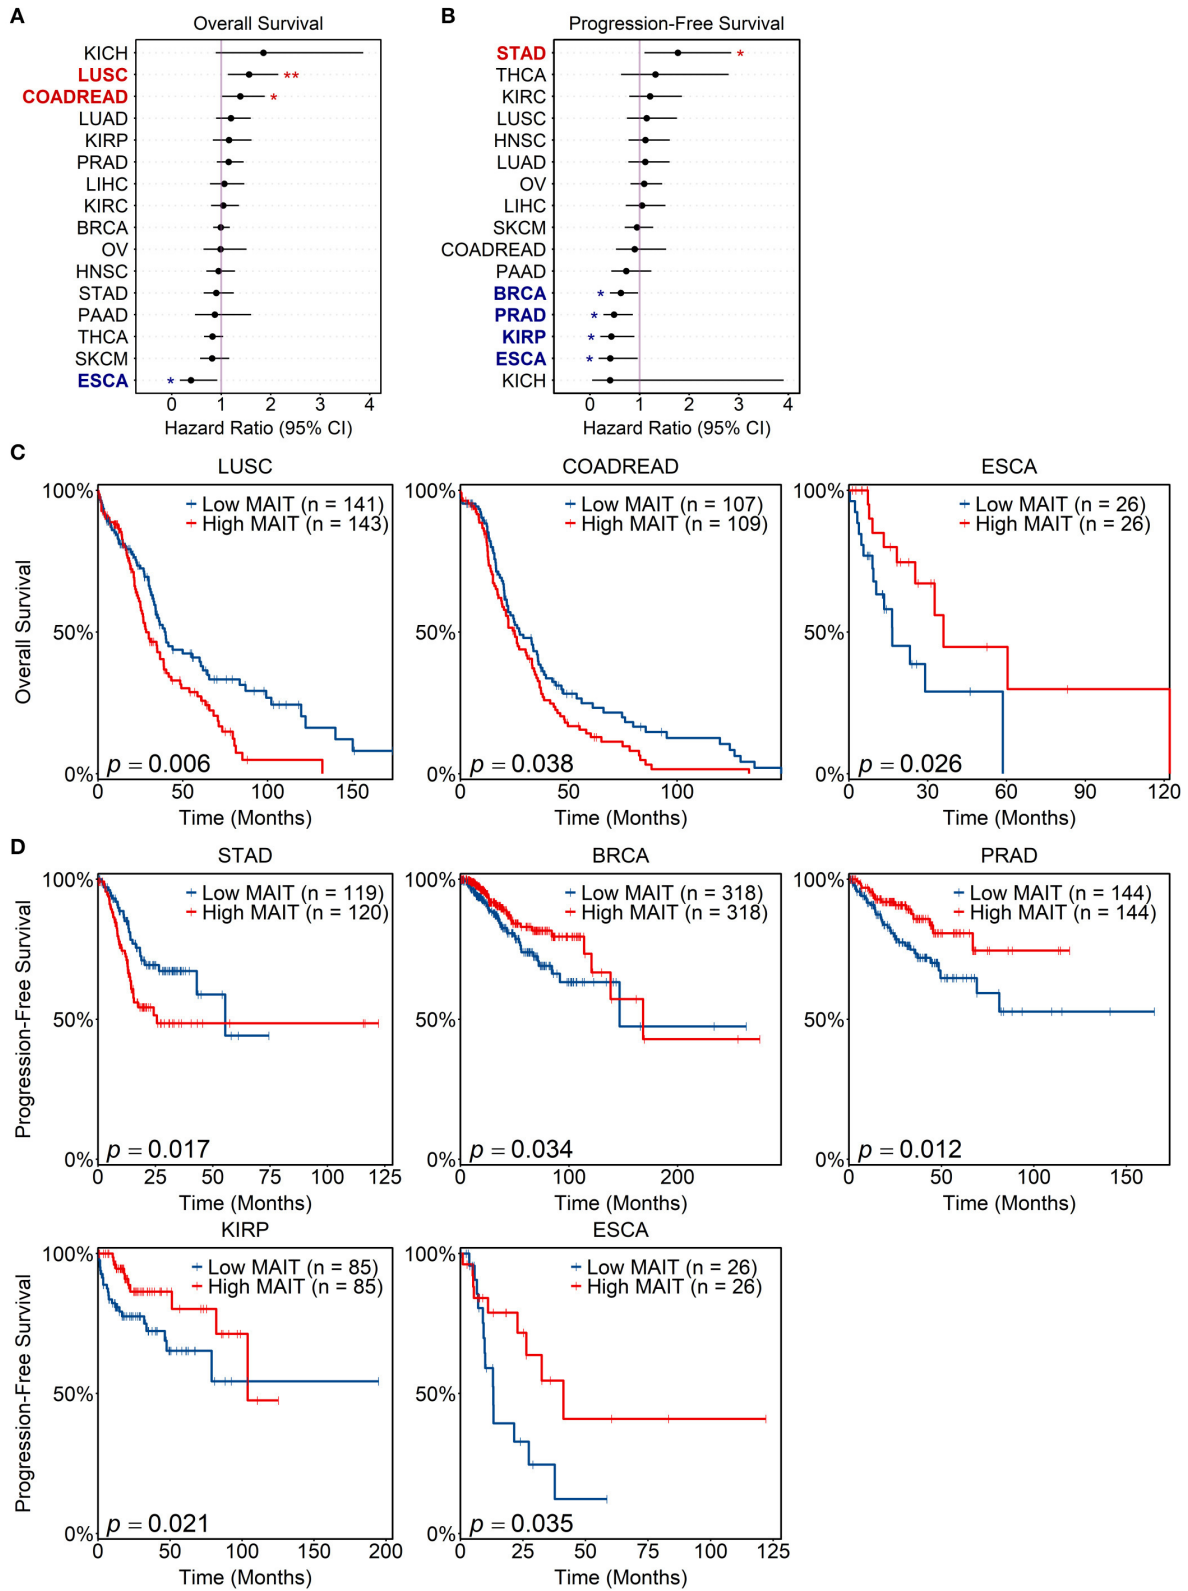 A
Overall Survival
KICH
LUSC **
COADREAD *
LUAD
KIRP
PRAD
LIHC
KIRC
BRCA
OV
HNSC
STAD
PAAD
THCA
SKCM
ESCA *
0 1 2 3 4
Hazard Ratio (95% CI)
B
Progression-Free Survival
STAD *
THCA
KIRC
LUSC
HNSC
LUAD
OV
LIHC
SKCM
COADREAD
PAAD
BRCA *
PRAD *
KIRP *
ESCA *
KICH
0 1 2 3 4
Hazard Ratio (95% CI)
C
Overall Survival
LUSC
100%
50%
0%
Low MAIT (n = 141)
High MAIT (n = 143)
p = 0.006
0 50 100 150
Time (Months)
COADREAD
100%
50%
0%
Low MAIT (n = 107)
High MAIT (n = 109)
p = 0.038
0 50 100
Time (Months)
ESCA
100%
50%
0%
Low MAIT (n = 26)
High MAIT (n = 26)
p = 0.026
0 30 60 90 120
Time (Months)
D
Progression-Free Survival
STAD
100%
50%
0%
Low MAIT (n = 119)
High MAIT (n = 120)
p = 0.017
0 25 50 75 100 125
Time (Months)
BRCA
100%
50%
0%
Low MAIT (n = 318)
High MAIT (n = 318)
p = 0.034
0 100 200
Time (Months)
PRAD
100%
50%
0%
Low MAIT (n = 144)
High MAIT (n = 144)
p = 0.012
0 50 100 150
Time (Months)
Progression-Free Survival
KIRP
100%
50%
0%
Low MAIT (n = 85)
High MAIT (n = 85)
p = 0.021
0 50 100 150 200
Time (Months)
ESCA
100%
50%
0%
Low MAIT (n = 26)
High MAIT (n = 26)
p = 0.035
0 25 50 75 100 125
Time (Months)